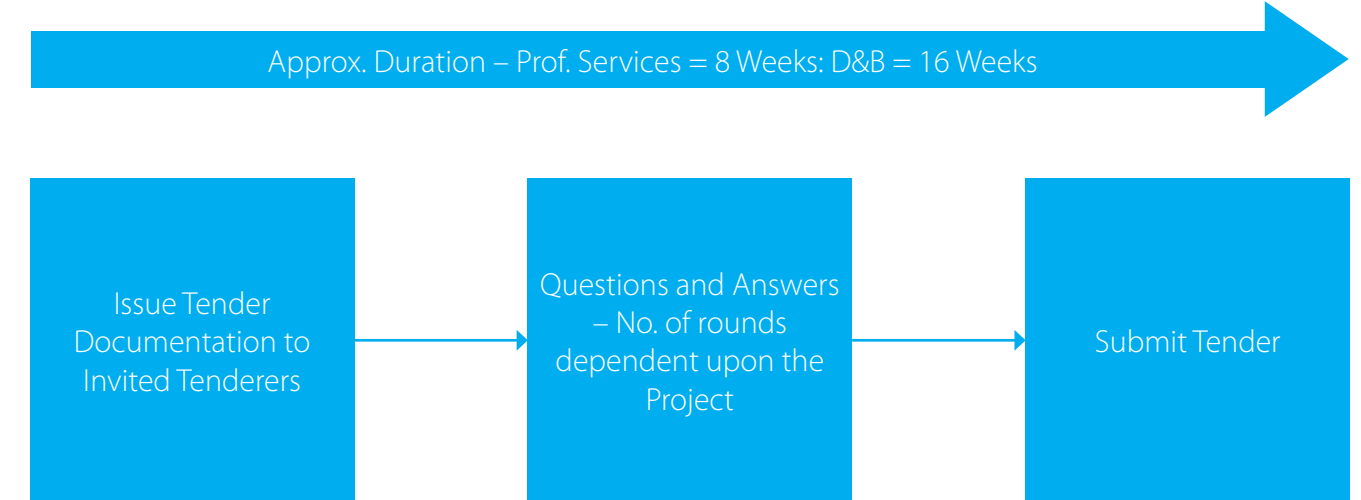 Approx. Duration – Prof. Services = 8 Weeks: D&B = 16 Weeks
Issue Tender
Documentation to
Invited Tenderers
Questions and Answers
– No. of rounds
dependent upon the
Project
Submit Tender